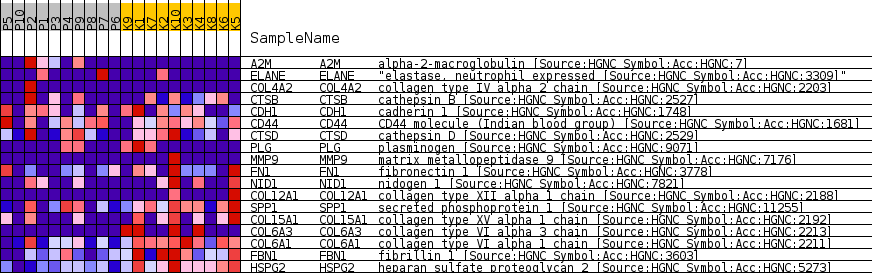 P5 P10 P2 P1 P3 P4 P9 P8 P7 P6 K9 K1 K7 K2 K10 K3 K4 K8 K6 K5
SampleName
A2M A2M alpha-2-macroglobulin [Source:HGNC Symbol;Acc:HGNC:7]
ELANE ELANE "elastase, neutrophil expressed [Source:HGNC Symbol;Acc:HGNC:3309]"
COL4A2 COL4A2 collagen type IV alpha 2 chain [Source:HGNC Symbol;Acc:HGNC:2203]
CTSB CTSB cathepsin B [Source:HGNC Symbol;Acc:HGNC:2527]
CDH1 CDH1 cadherin 1 [Source:HGNC Symbol;Acc:HGNC:1748]
CD44 CD44 CD44 molecule (Indian blood group) [Source:HGNC Symbol;Acc:HGNC:1681]
CTSD CTSD cathepsin D [Source:HGNC Symbol;Acc:HGNC:2529]
PLG PLG plasminogen [Source:HGNC Symbol;Acc:HGNC:9071]
MMP9 MMP9 matrix metallopeptidase 9 [Source:HGNC Symbol;Acc:HGNC:7176]
FN1 FN1 fibronectin 1 [Source:HGNC Symbol;Acc:HGNC:3778]
NID1 NID1 nidogen 1 [Source:HGNC Symbol;Acc:HGNC:7821]
COL12A1 COL12A1 collagen type XII alpha 1 chain [Source:HGNC Symbol;Acc:HGNC:2188]
SPP1 SPP1 secreted phosphoprotein 1 [Source:HGNC Symbol;Acc:HGNC:11255]
COL15A1 COL15A1 collagen type XV alpha 1 chain [Source:HGNC Symbol;Acc:HGNC:2192]
COL6A3 COL6A3 collagen type VI alpha 3 chain [Source:HGNC Symbol;Acc:HGNC:2213]
COL6A1 COL6A1 collagen type VI alpha 1 chain [Source:HGNC Symbol;Acc:HGNC:2211]
FBN1 FBN1 fibrillin 1 [Source:HGNC Symbol;Acc:HGNC:3603]
HSPG2 HSPG2 heparan sulfate proteoglycan 2 [Source:HGNC Symbol;Acc:HGNC:5273]